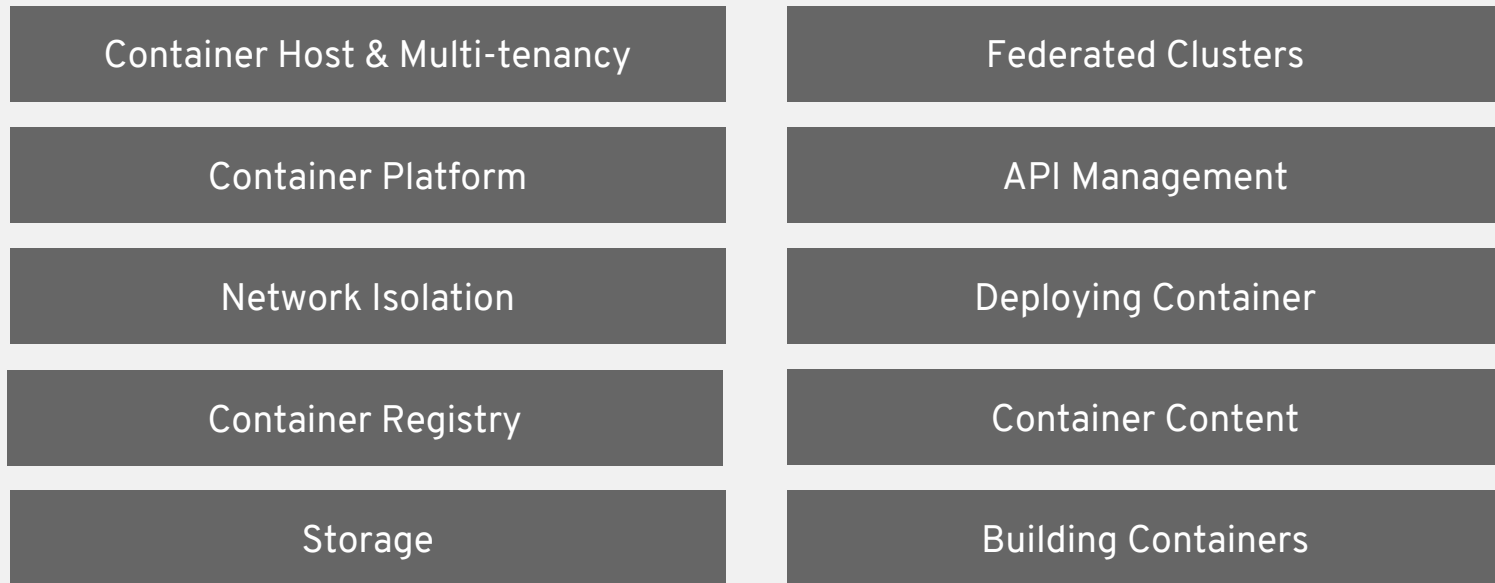 Container Host & Multi-tenancy
Container Platform
Network Isolation
Container Registry
Storage
Federated Clusters
API Management
Deploying Container
Container Content
Building Containers